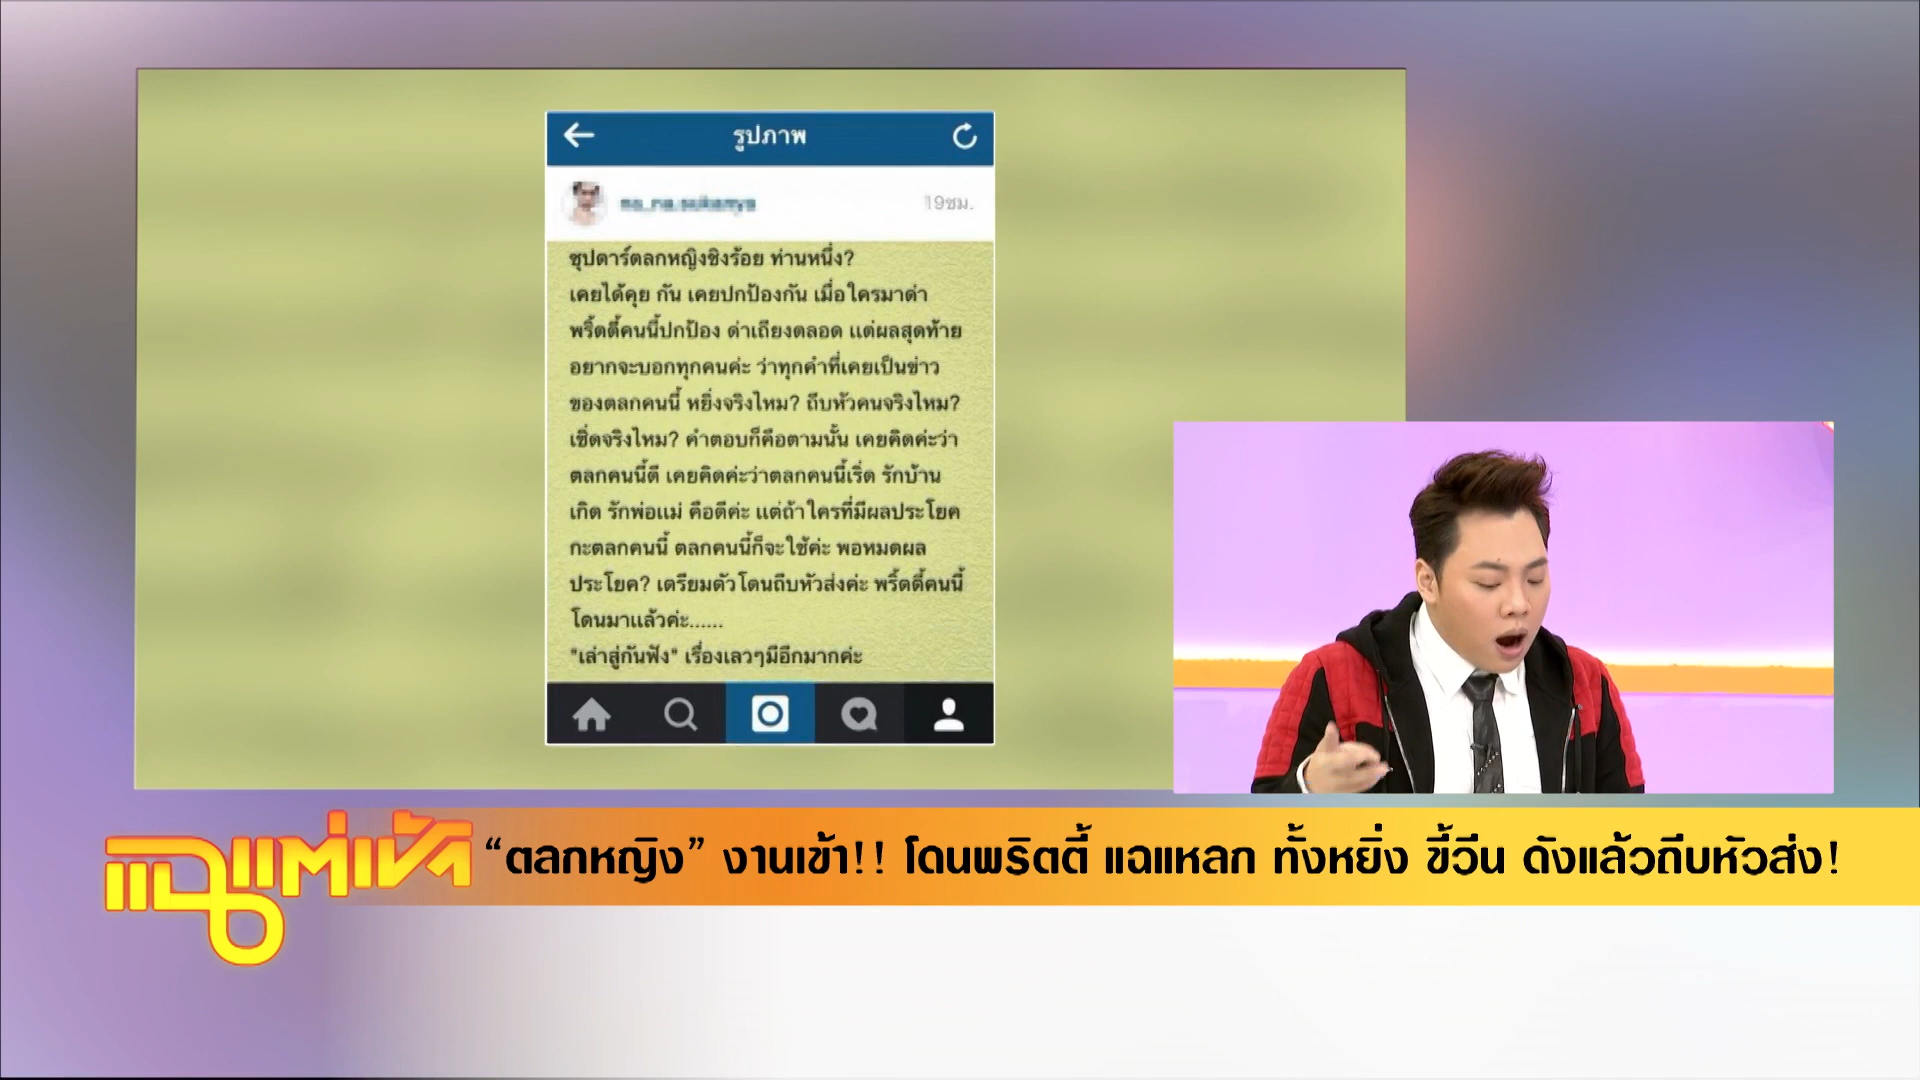 รูปภาพ
19ชม.
ซุปตาร์ตลกหญิงชิงร้อย ท่านหนึ่ง?
เคยได้คุย กัน เคยปกป้องกัน เมื่อใครมาด่า
พริ้ตตี้คนนี้ปกป้อง ด่าเถียงตลอด แต่ผลสุดท้าย
อยากจะบอกทุกคนค่ะ ว่าทุกคำที่เคยเป็นข่าว
ของตลกคนนี้ หยิ่งจริงไหม? ถีบหัวคนจริงไหม?
เชิ่ดจริงไหม? คำตอบก็คือตามนั้น เคยคิดค่ะว่า
ตลกคนนี้ดี เคยคิดค่ะว่าตลกคนนี้เริ่ด รักบ้าน
เกิด รักพ่อแม่ คือดีค่ะ แต่ถ้าใครที่มีผลประโยค
กะตลกคนนี้ ตลกคนนี้ก็จะใช้ค่ะ พอหมดผล
ประโยค? เตรียมตัวโดนถีบหัวส่งค่ะ พริ้ตตี้คนนี้
โดนมาแล้วค่ะ......
"เล่าสู่กันฟัง" เรื่องเลวๆมีอีกมากค่ะ
แฉแต่เช้า
“ตลกหญิง” งานเข้า!! โดนพริตตี้ แฉแหลก ทั้งหยิ่ง ขี้วีน ดังแล้วถีบหัวส่ง!